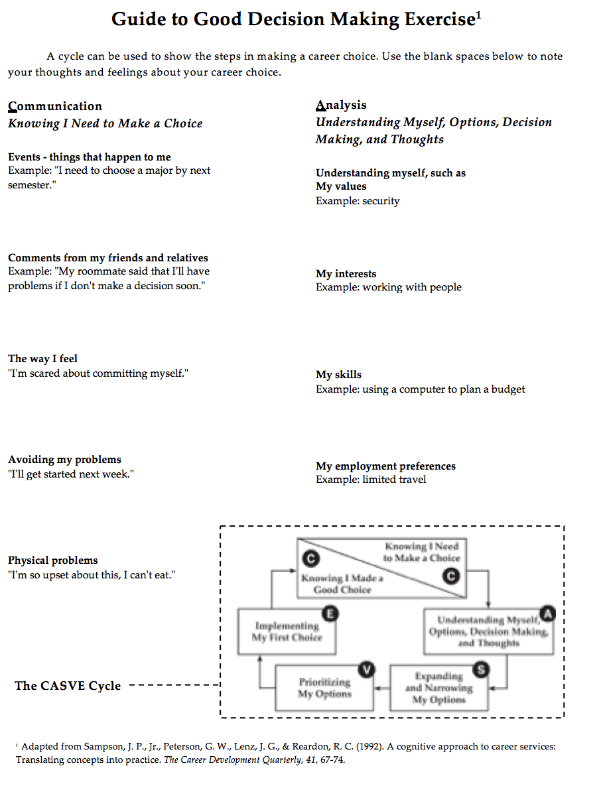 Guide to Good Decision Making Exercise¹
A cycle can be used to show the steps in making a career choice. Use the blank spaces below to note
your thoughts and feelings about your career choice.
Communication
Knowing I Need to Make a Choice
Events - things that happen to me
Example: "I need to choose a major by next
semester."
Comments from my friends and relatives
Example: "My roommate said that I'll have
problems if I don't make a decision soon."
The way I feel
"I'm scared about committing myself."
Avoiding my problems
"I'll get started next week."
Physical problems
"I'm so upset about this, I can't eat."
Analysis
Understanding Myself, Options, Decision
Making, and Thoughts
Understanding myself, such as
My values
Example: security
My interests
Example: working with people
My skills
Example: using a computer to plan a budget
My employment preferences
Example: limited travel
The CASVE Cycle
Knowing I Need
to Make a Choice
C
C
Knowing I Made a
Good Choice
E
Implementing
My First Choice
A
Understanding Myself,
Options, Decision Making,
and Thoughts
V
Prioritizing
My Options
S
Expanding
and Narrowing
My Options
¹ Adapted from Sampson, J. P., Jr., Peterson, G. W., Lenz, J. G., & Reardon, R. C. (1992). A cognitive approach to career services:
Translating concepts into practice. The Career Development Quarterly, 41, 67-74.